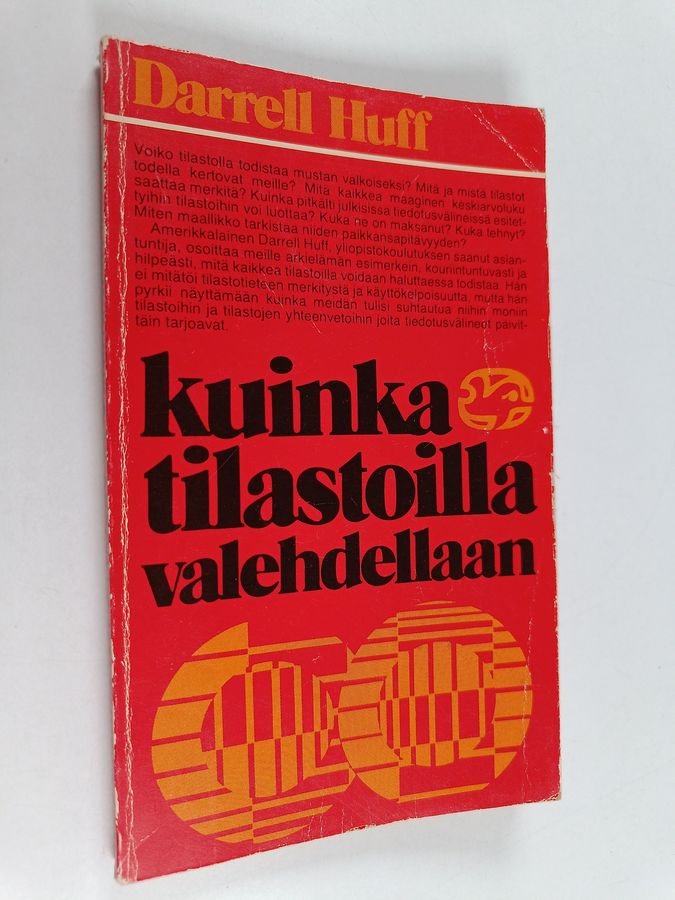 Darrell Huff
Voiko tilastolla todistaa mustan valkoiseksi? Mitä ja mistä tilastot
todella kertovat meille? Mitä kaikkea maaginen keskiarvoluku
saattaa merkitä? Kuinka pitkälti julkisissa tiedotusvälineissä esitet-
tyihin tilastoihin voi luottaa? Kuka ne on maksanut? Kuka tehnyt?
Miten maallikko tarkistaa niiden paikkansapitävyyden?
Amerikkalainen Darrell Huff, yliopistokoulutuksen saanut asian-
tuntija, osoittaa meille arkielämän esimerkein, kouriintuntuvasti ja
hilpeästi, mitä kaikkea tilastoilla voidaan haluttaessa todistaa. Hän
ei mitätöi tilastotieteen merkitystä ja käyttökelpoisuutta, mutta hän
pyrkii näyttämään kuinka meidän tulisi suhtautua niihin moniin
tilastoihin ja tilastojen yhteenvetoihin joita tiedotusvälineet päivit-
täin tarjoavat.
kuinka
tilastoilla
valehdellaan